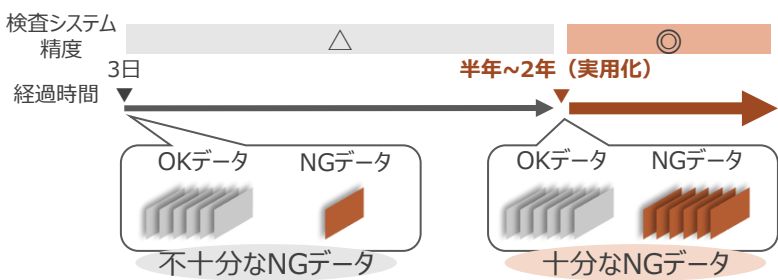 検査システム
精度
△
◎
3日
半年~2年（実用化）
経過時間
OKデータ
NGデータ
OKデータ
NGデータ
不十分なNGデータ
十分なNGデータ